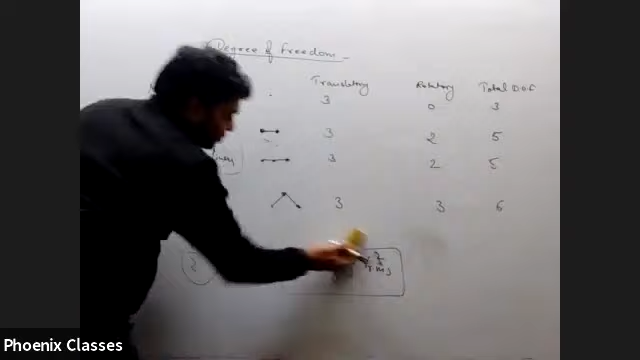 Degree of freedom
Translatory Rotatory Total D.O.F
3 0 3
3 2 5
3 2 5
3 3 6
2
Phoenix Classes